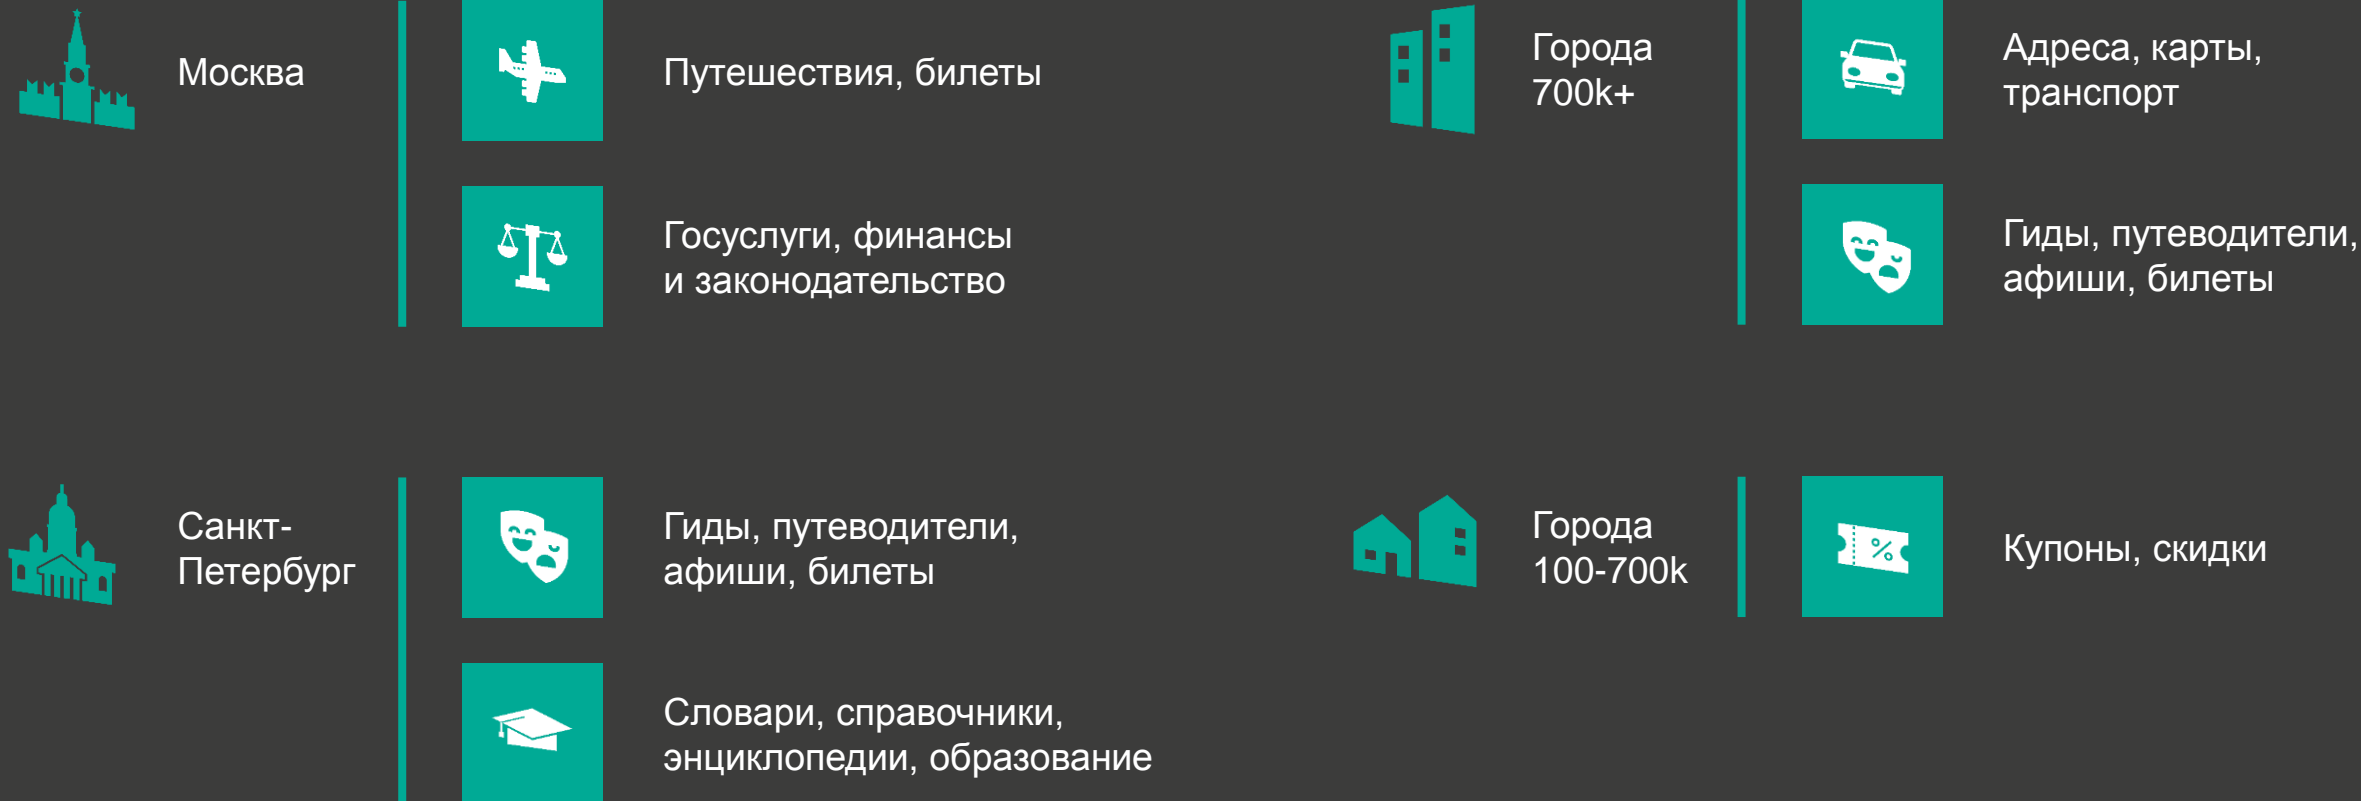 Москва
Путешествия, билеты
Госуслуги, финансы
и законодательство
Города
700k+
Адреса, карты,
транспорт
Гиды, путеводители,
афиши, билеты
Санкт-
Петербург
Гиды, путеводители,
афиши, билеты
Словари, справочники,
энциклопедии, образование
Города
100-700k
%
Купоны, скидки